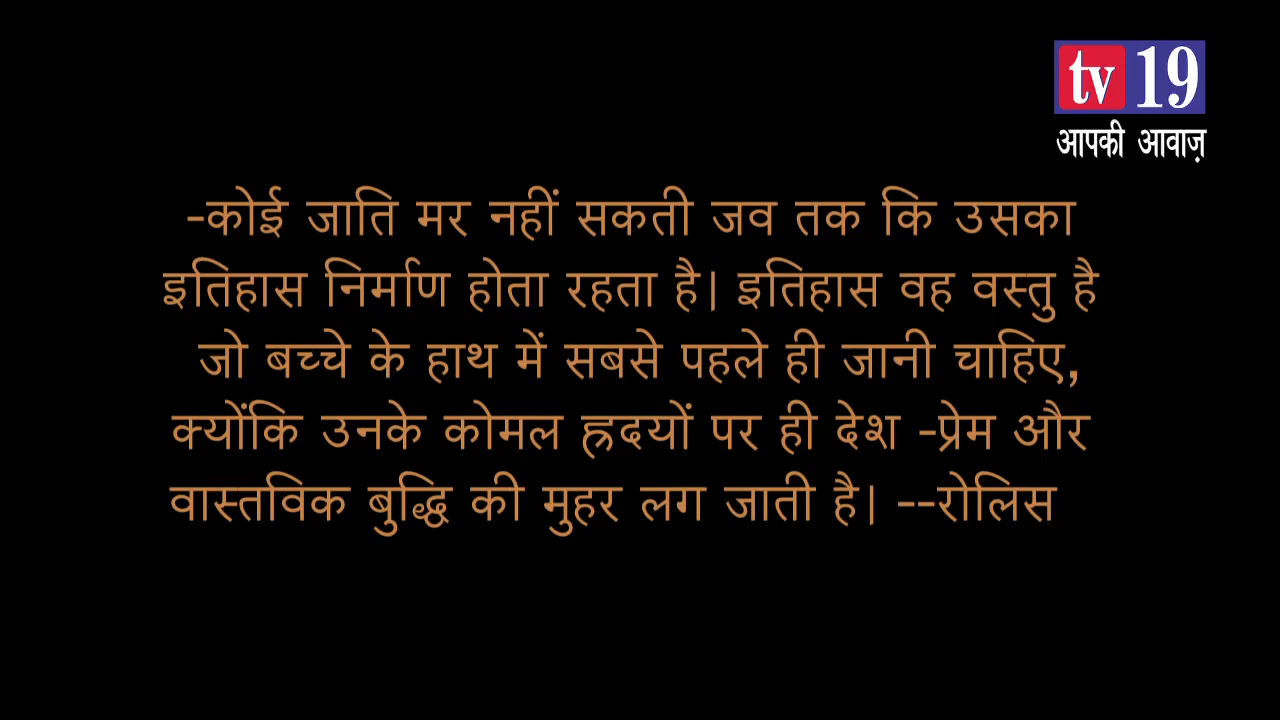 tv 19
आपकी आवाज़
-कोई जाति मर नहीं सकती जव तक कि उसका
इतिहास निर्माण होता रहता है। इतिहास वह वस्तु है
जो बच्चे के हाथ में सबसे पहले ही जानी चाहिए,
क्योंकि उनके कोमल ह्रदयों पर ही देश -प्रेम और
वास्तविक बुद्धि की मुहर लग जाती है। --रोलिस